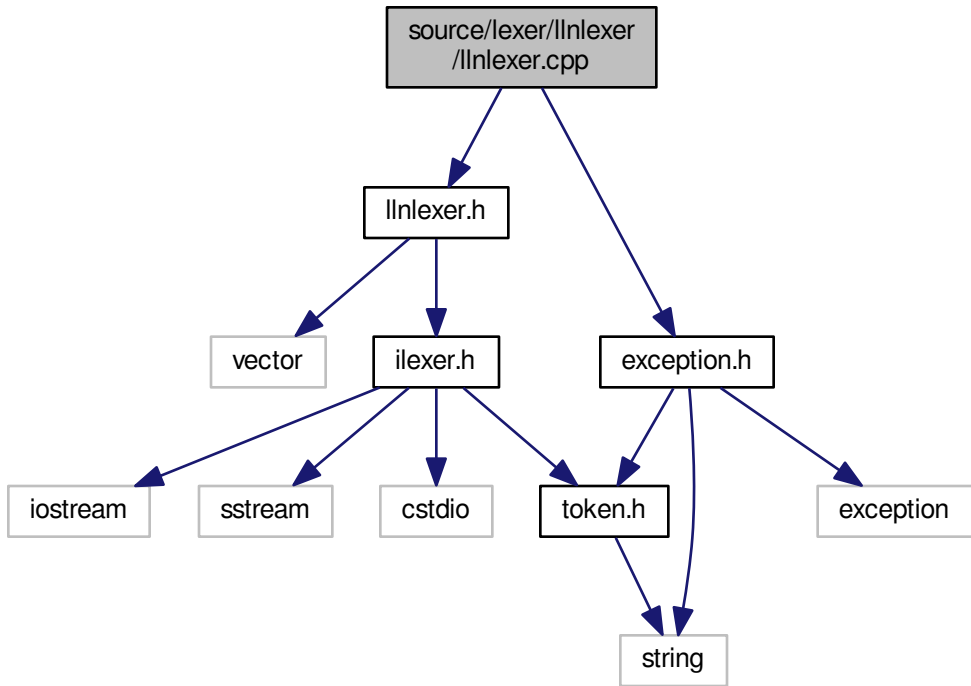 source/lexer/llnlexer
/llnlexer.cpp
llnlexer.h
vector
ilexer.h
exception.h
iostream
sstream
cstdio
token.h
exception
string